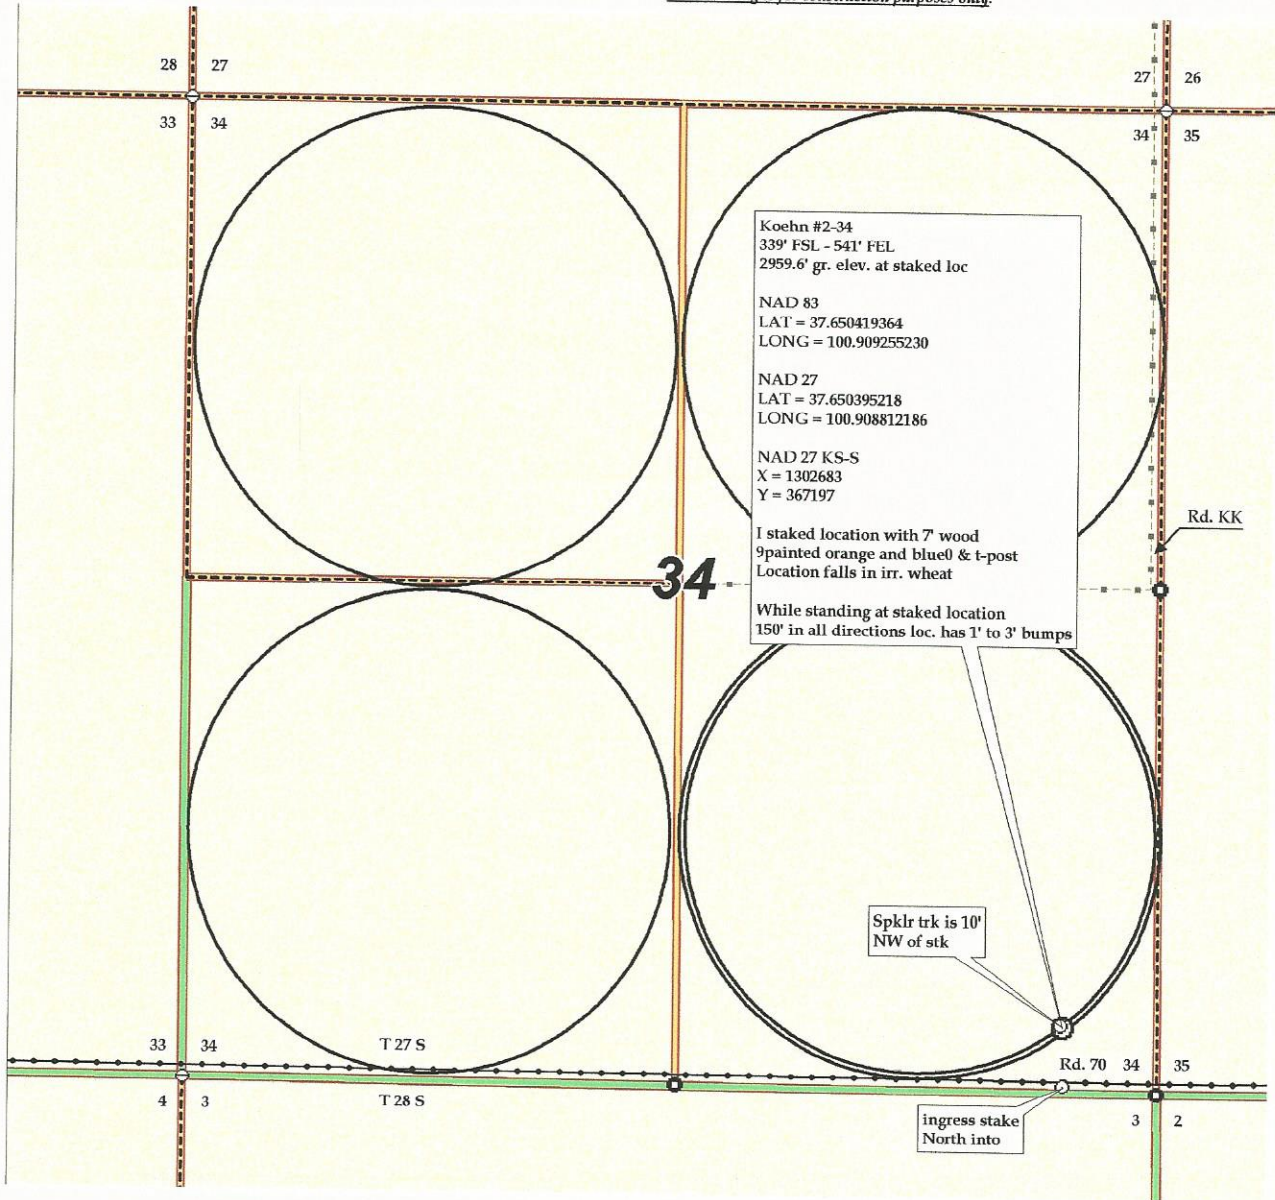 for construction purposes only.
28 27
27 26
33 34
34 35
Koehn #2-34
339' FSL - 541' FEL
2959.6' gr. elev. at staked loc
NAD 83
LAT = 37.650419364
LONG = 100.909255230
NAD 27
LAT = 37.650395218
LONG = 100.908812186
NAD 27 KS-S
X = 1302683
Y = 367197
I staked location with 7' wood
9painted orange and blue0 & t-post
Location falls in irr. wheat
While standing at staked location
150' in all directions loc. has 1' to 3' bumps
Rd. KK
34
Spklr trk is 10'
NW of stk
33 34
T 27 S
Rd. 70 34 35
4 3
T 28 S
ingress stake
North into
3 2